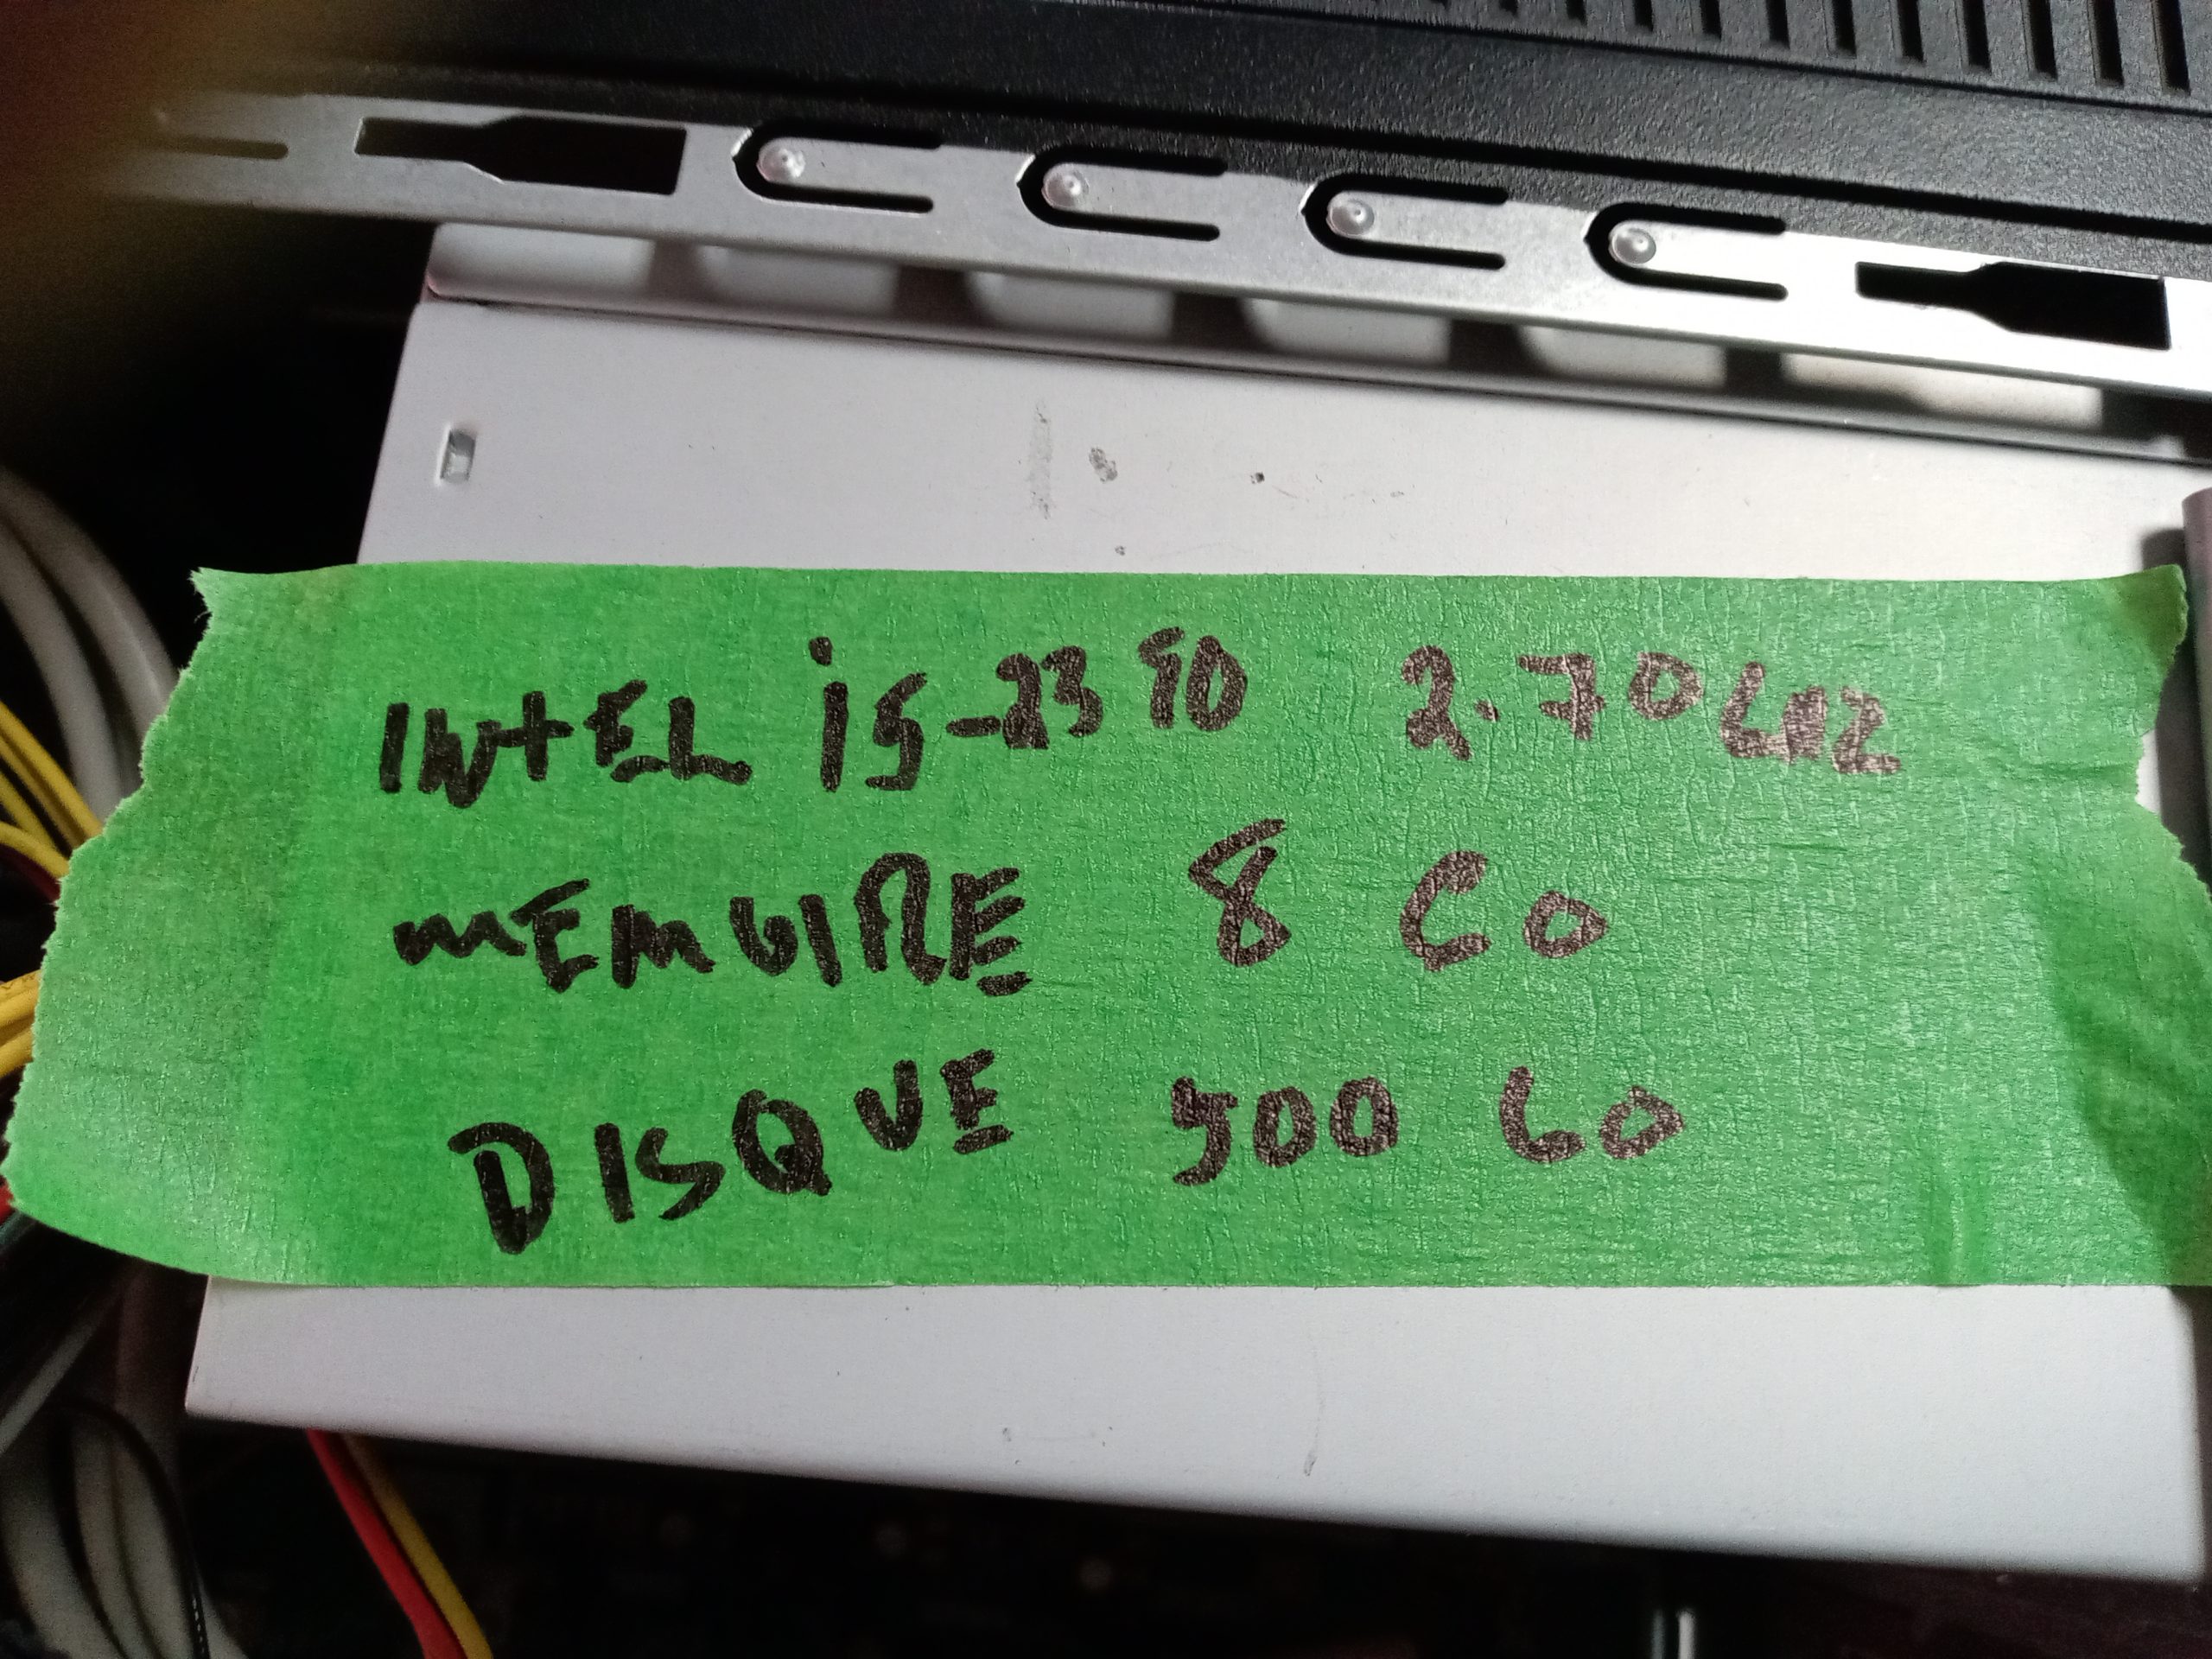 INTEL i5-2390 2.70GHZ
MEMOIRE 8 GO
DISQUE 500 GO